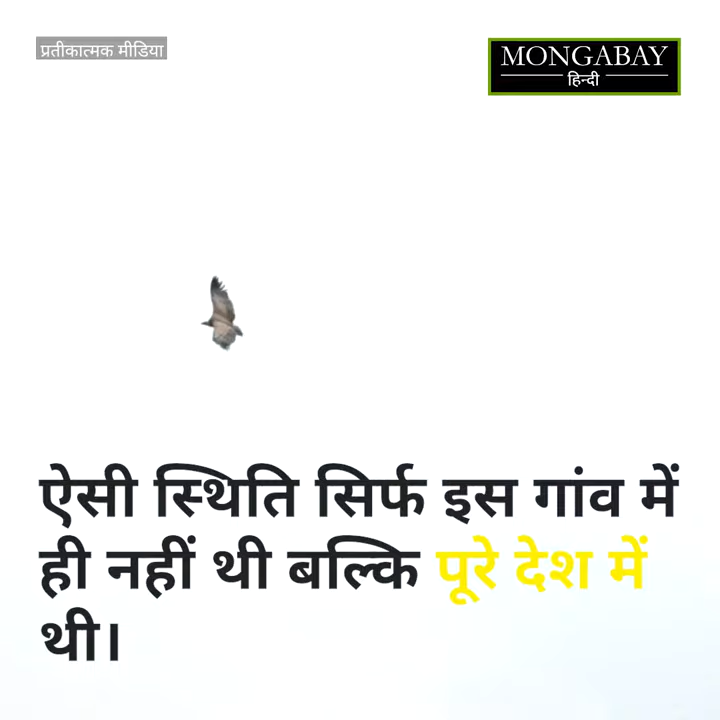 प्रतीकात्मक मीडिया
MONGABAY
हिन्दी
ऐसी स्थिति सिर्फ इस गांव में
ही नहीं थी बल्कि पूरे देश में
थी।